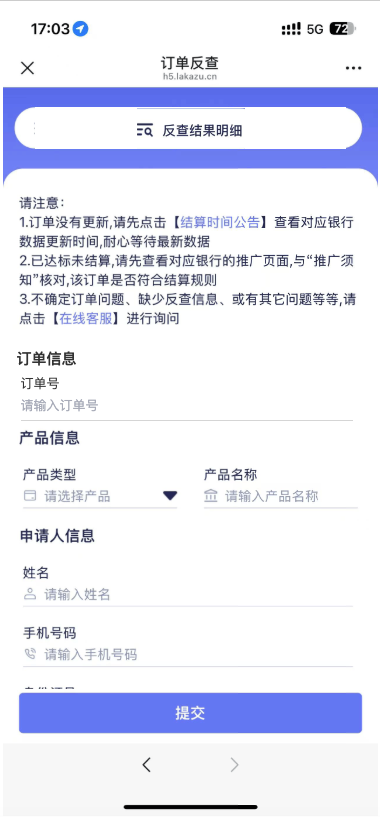 17:03
5G
72
订单反查
h5.lakazu.cn
反查结果明细
请注意：
1.订单没有更新,请先点击【结算时间公告】查看对应银行
数据更新时间,耐心等待最新数据
2.已达标未结算,请先查看对应银行的推广页面,与“推广须
知”核对,该订单是否符合结算规则
3.不确定订单问题、缺少反查信息、或有其它问题等等,请
点击【在线客服】进行询问
订单信息
订单号
请输入订单号
产品信息
产品类型 产品名称
请选择产品 请输入产品名称
申请人信息
姓名
请输入姓名
手机号码
请输入手机号码
提交